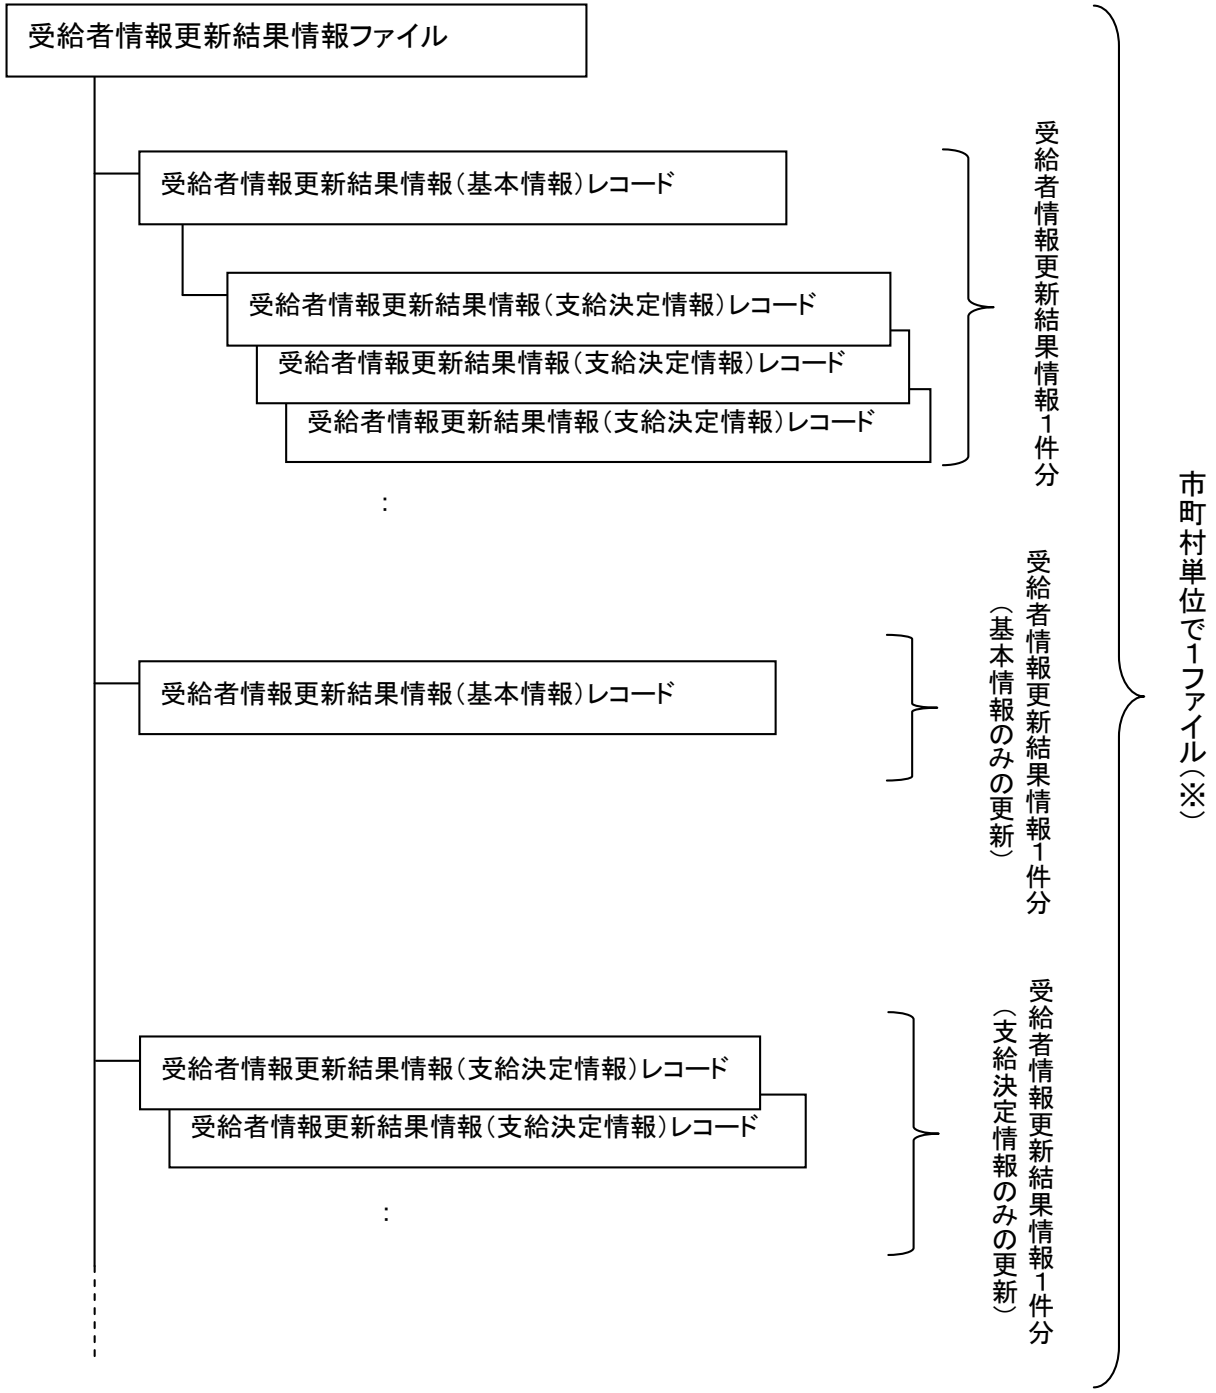 受給者情報更新結果情報ファイル
受給者情報更新結果情報（基本情報）レコード
受給者情報更新結果情報（支給決定情報）レコード
受給者情報更新結果情報（支給決定情報）レコード
受給者情報更新結果情報（支給決定情報）レコード
：
受給者情報更新結果情報１件分
受給者情報更新結果情報（基本情報）レコード
受給者情報更新結果情報１件分
（基本情報のみの更新）
受給者情報更新結果情報（支給決定情報）レコード
受給者情報更新結果情報（支給決定情報）レコード
：
受給者情報更新結果情報１件分
（支給決定情報のみの更新）
市町村単位で１ファイル（※）